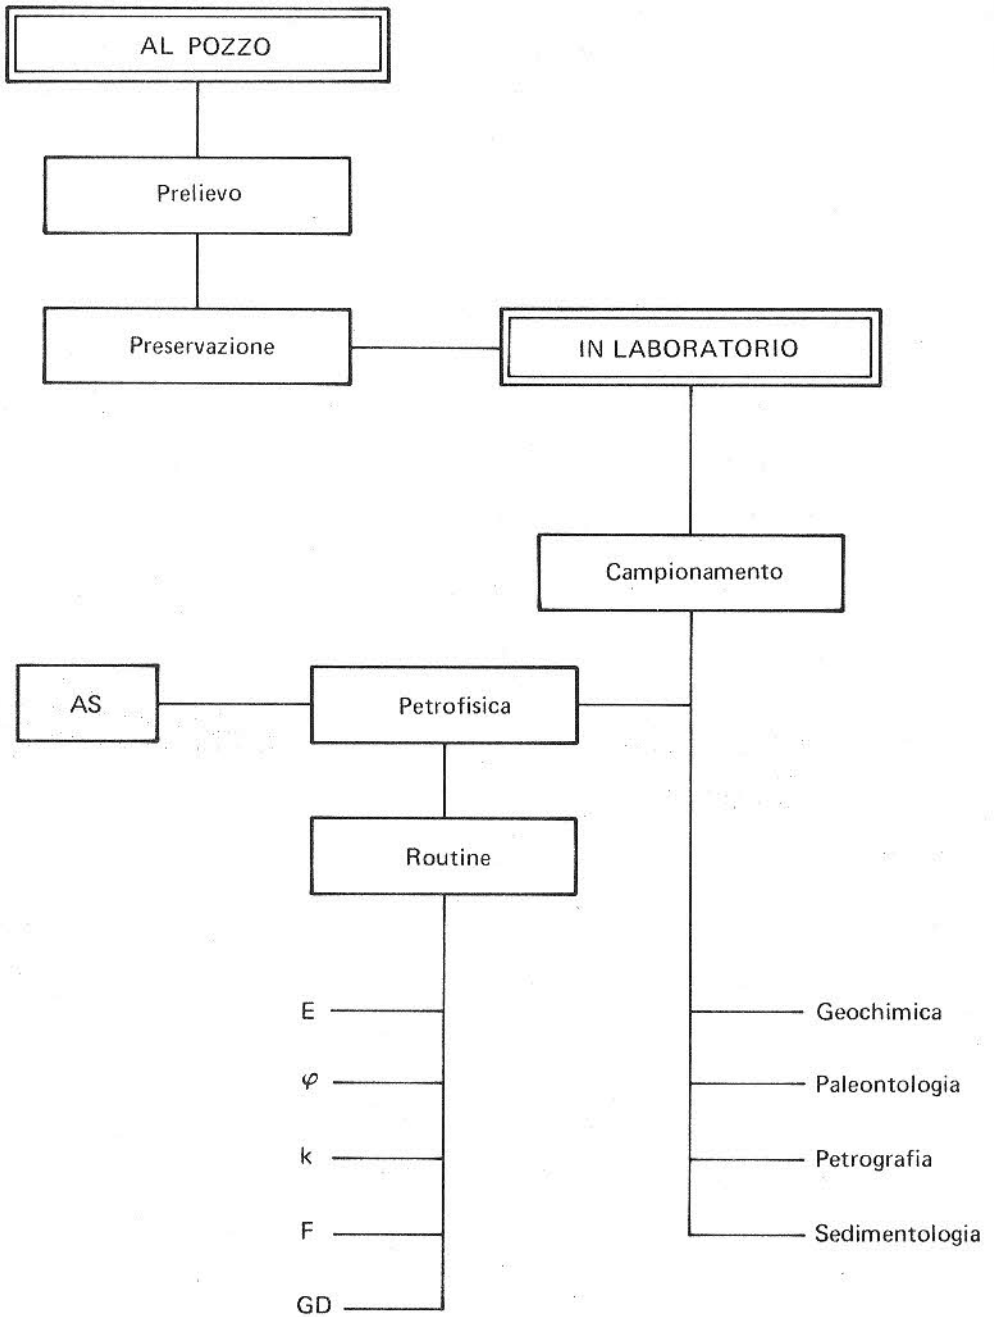 AL POZZO
Prelievo
Preservazione
IN LABORATORIO
Campionamento
AS
Petrofisica
Routine
E
φ
k
F
GD
Geochimica
Paleontologia
Petrografia
Sedimentologia